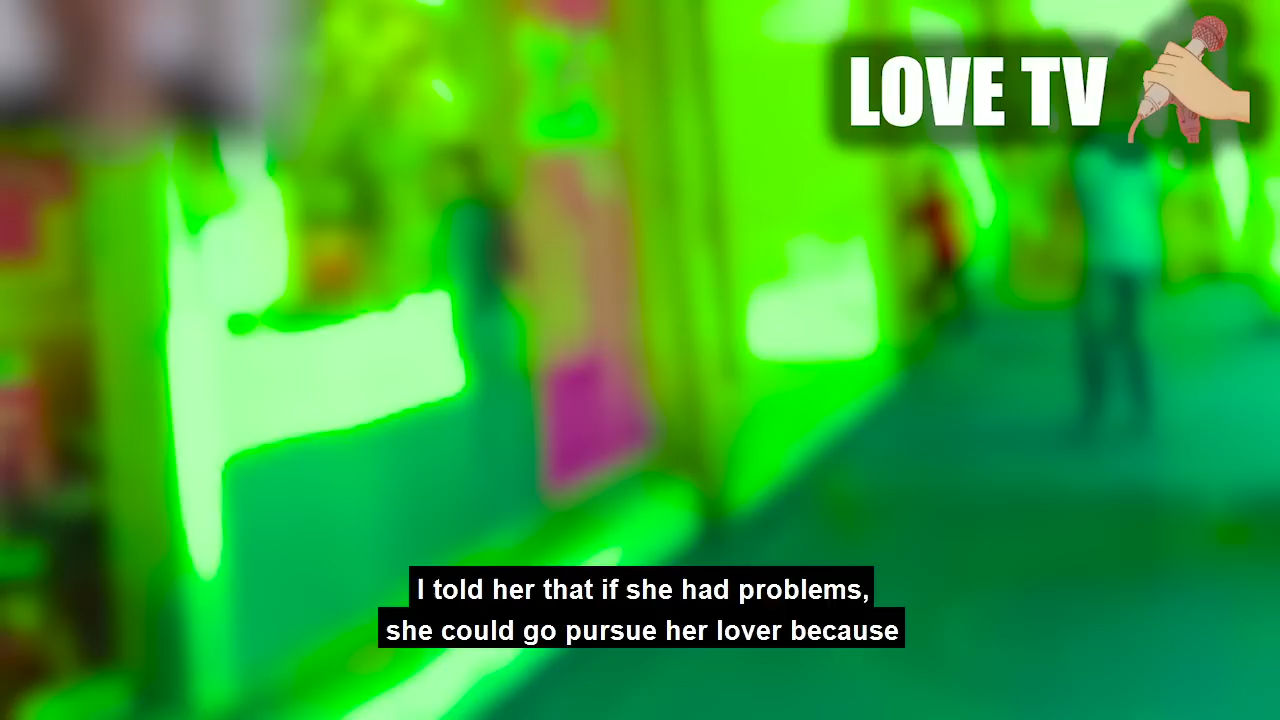 LOVE TV
I told her that if she had problems,
she could go pursue her lover because